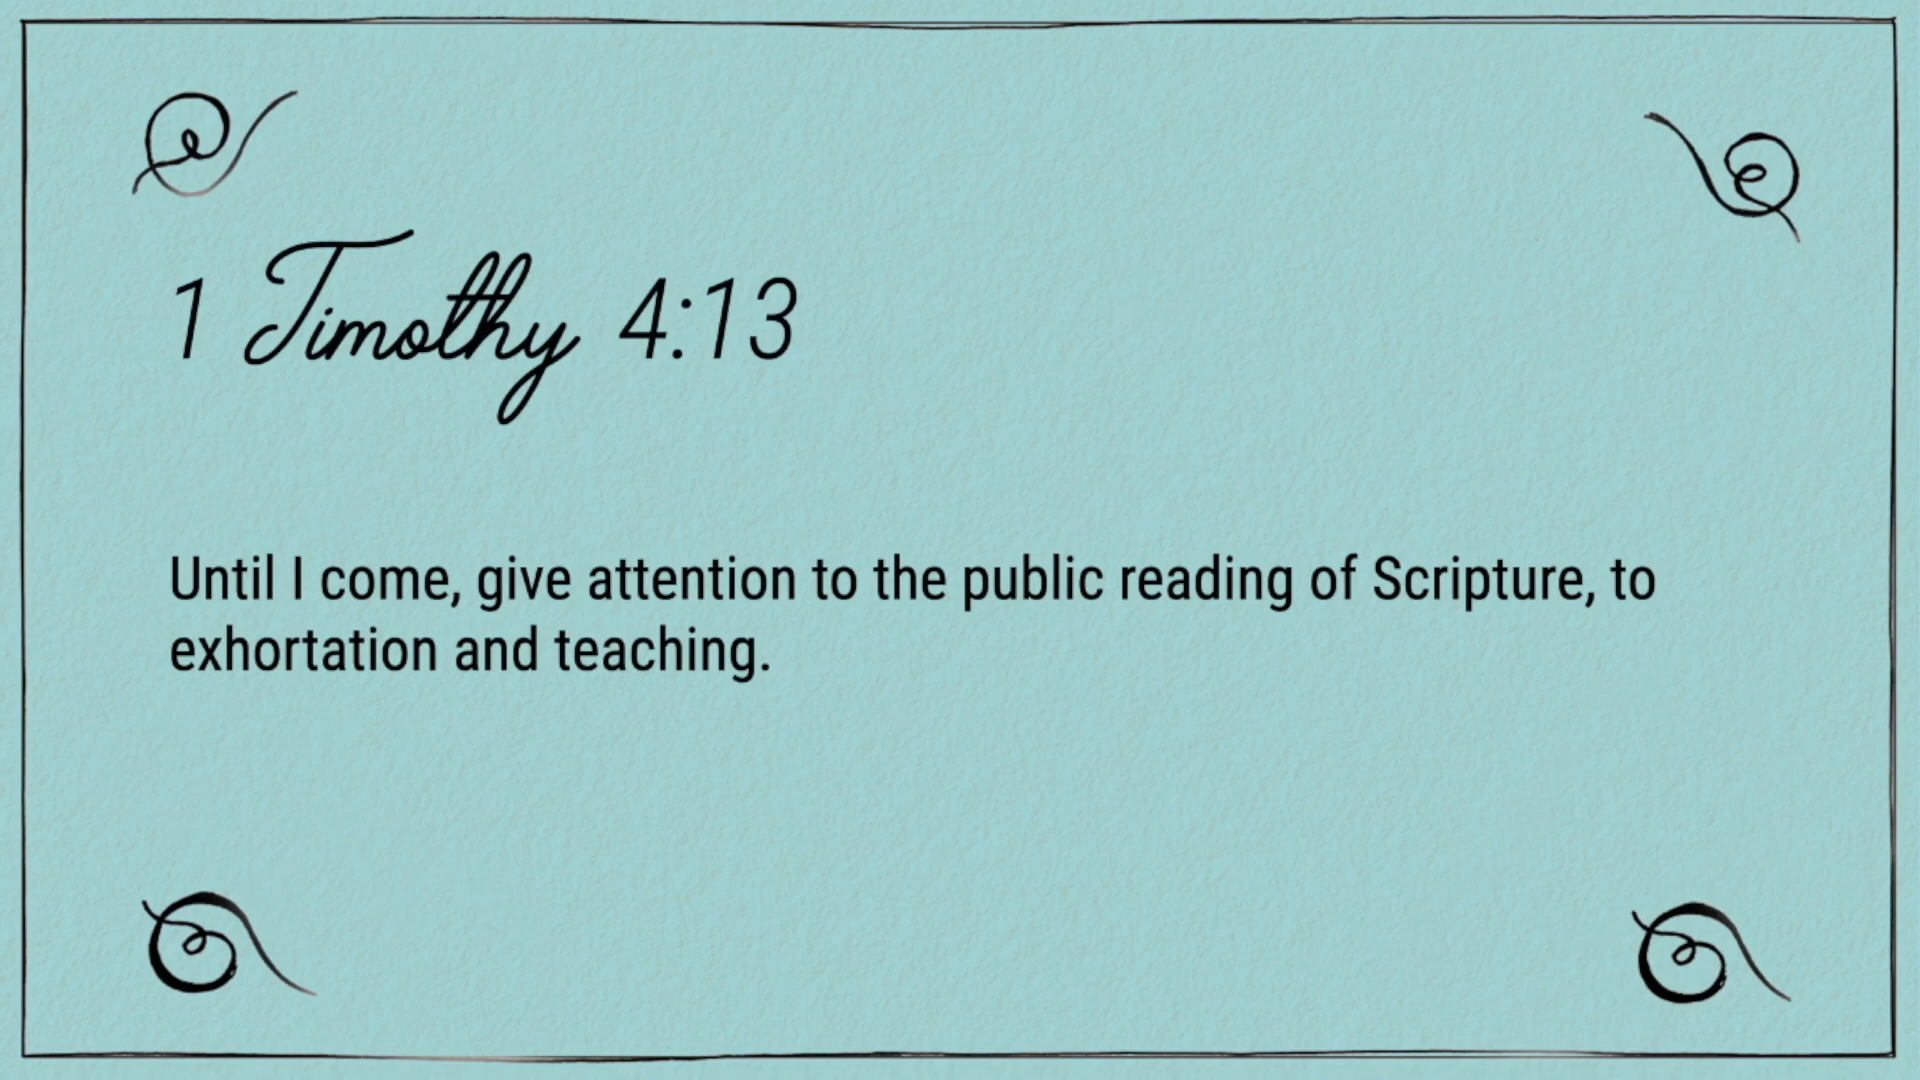 1 Timothy 4:13
Until I come, give attention to the public reading of Scripture, to
exhortation and teaching.